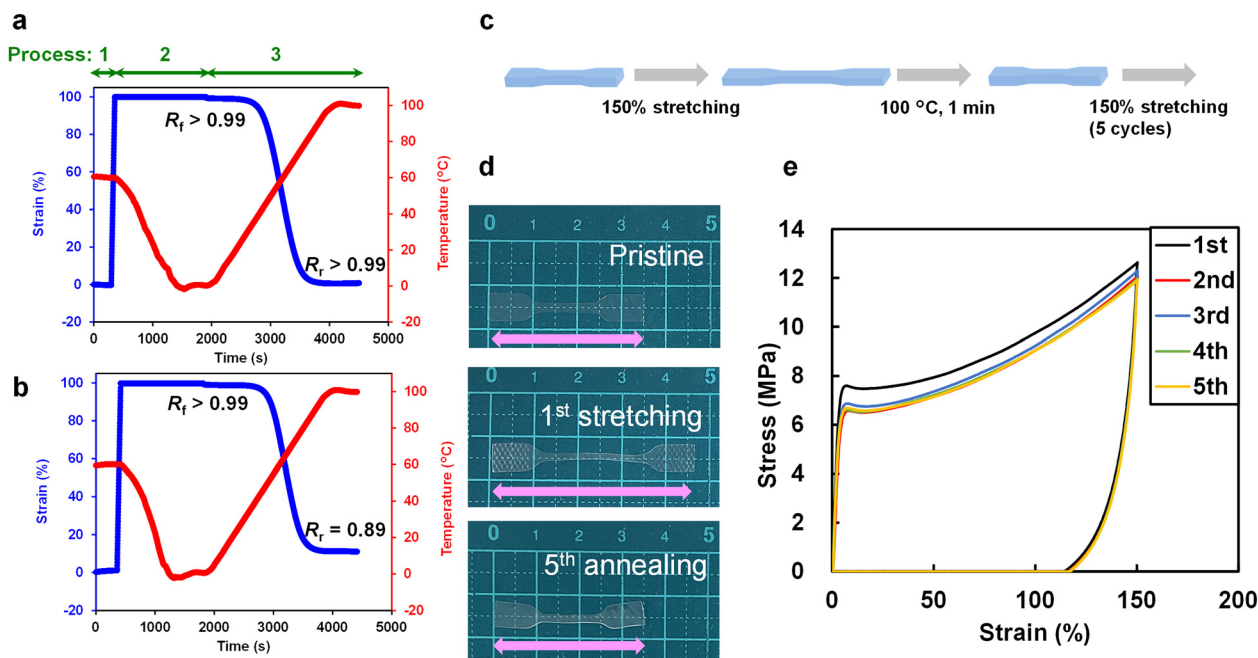 a
Process: 1 2 3
100
80
60
40
20
0
-20
Strain (%)
Rf > 0.99
Rr > 0.99
100
80
60
40
20
0
-20
Temperature (°C)
0 1000 2000 3000 4000 5000
Time (s)
b
100
80
60
40
20
0
-20
Strain (%)
Rf > 0.99
Rr = 0.89
100
80
60
40
20
0
-20
Temperature (°C)
0 1000 2000 3000 4000 5000
Time (s)
c
150% stretching
100 °C, 1 min
150% stretching
(5 cycles)
d
0 1 2 3 4 5
Pristine
0 1 2 3 4 5
1st stretching
0 1 2 3 4 5
5th annealing
e
14
12
10
8
6
4
2
0
Stress (MPa)
1st
2nd
3rd
4th
5th
0 50 100 150 200
Strain (%)